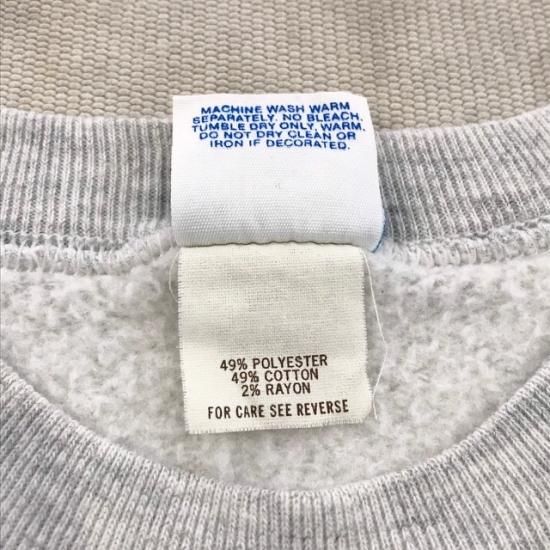 MACHINE WASH WARM
SEPARATELY. NO BLEACH.
TUMBLE DRY ONLY, WARM.
DO NOT DRY CLEAN OR
IRON IF DECORATED.
49% POLYESTER
49% COTTON
2% RAYON
FOR CARE SEE REVERSE